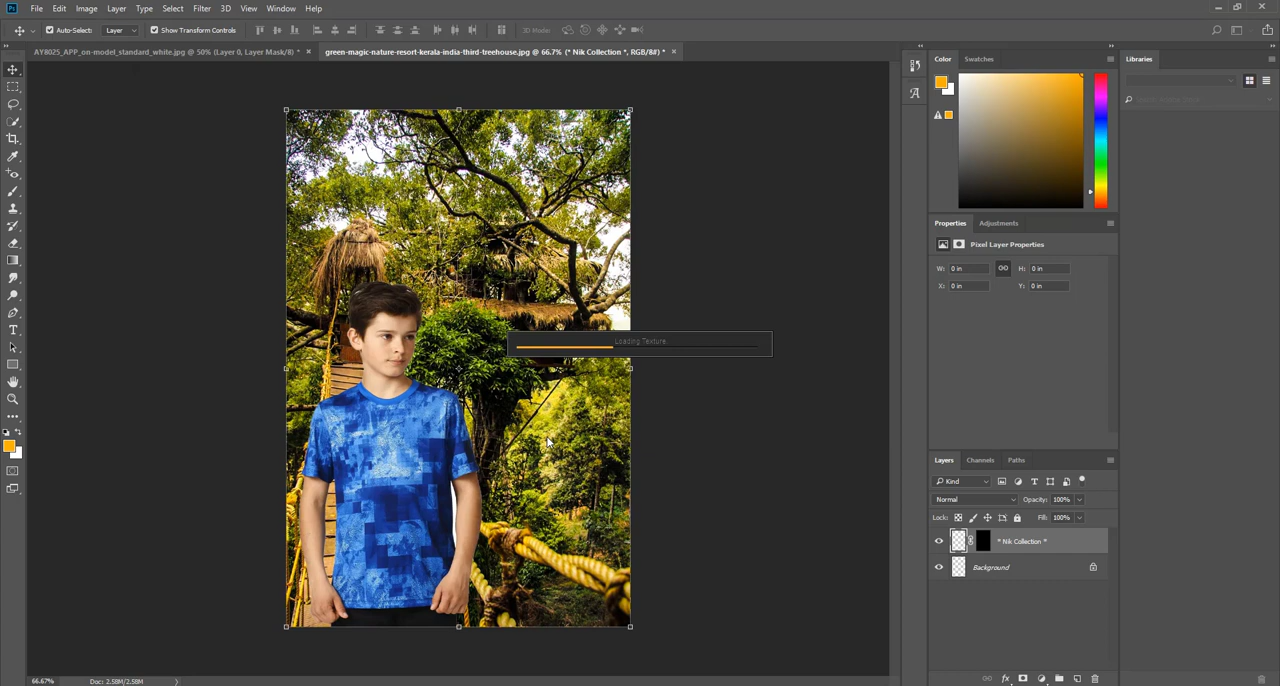 Ps File Edit Image Layer Type Select Filter 3D View Window Help
Auto-Select: Layer Show Transform Controls 3D Mode:
AY8025_APP_on-model_standard_white.jpg @ 50% (Layer 0, Layer Mask/8) * × green-magic-nature-resort-kerala-india-third-treehouse.jpg @ 66.7% (* Nik Collection *, RGB/8#) * ×
Color Swatches
Libraries
Properties Adjustments
Pixel Layer Properties
W: 0 in H: 0 in
X: 0 in Y: 0 in
Loading Texture.
Layers Channels Paths
Kind
Normal Opacity: 100%
Lock: Fill: 100%
* Nik Collection *
Background
66.67% Doc: 2.58M/2.58M